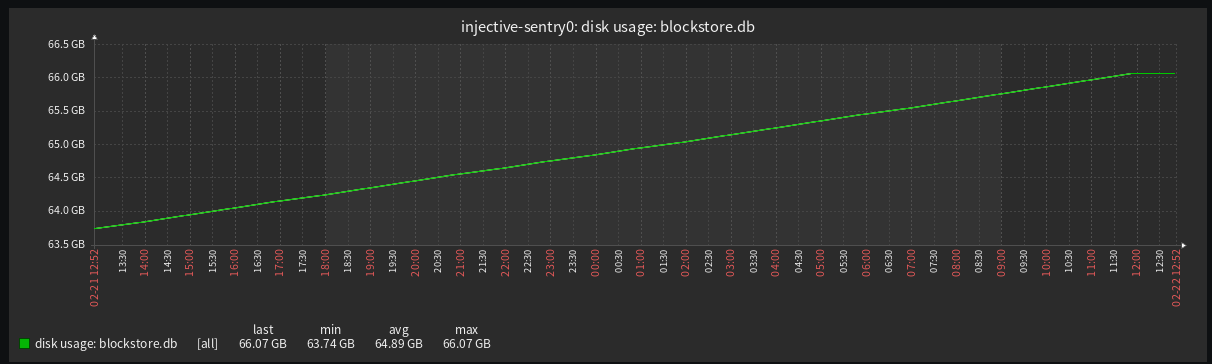 injective-sentry0: disk usage: blockstore.db
66.5 GB
66.0 GB
65.5 GB
65.0 GB
64.5 GB
64.0 GB
63.5 GB
02-21 12:52 13:30 14:00 14:30 15:00 15:30 16:00 16:30 17:00 17:30 18:00 18:30 19:00 19:30 20:00 20:30 21:00 21:30 22:00 22:30 23:00 23:30 00:00 00:30 01:00 01:30 02:00 02:30 03:00 03:30 04:00 04:30 05:00 05:30 06:00 06:30 07:00 07:30 08:00 08:30 09:00 09:30 10:00 10:30 11:00 11:30 12:00 12:30 02-22 12:52
last min avg max
disk usage: blockstore.db [all] 66.07 GB 63.74 GB 64.89 GB 66.07 GB